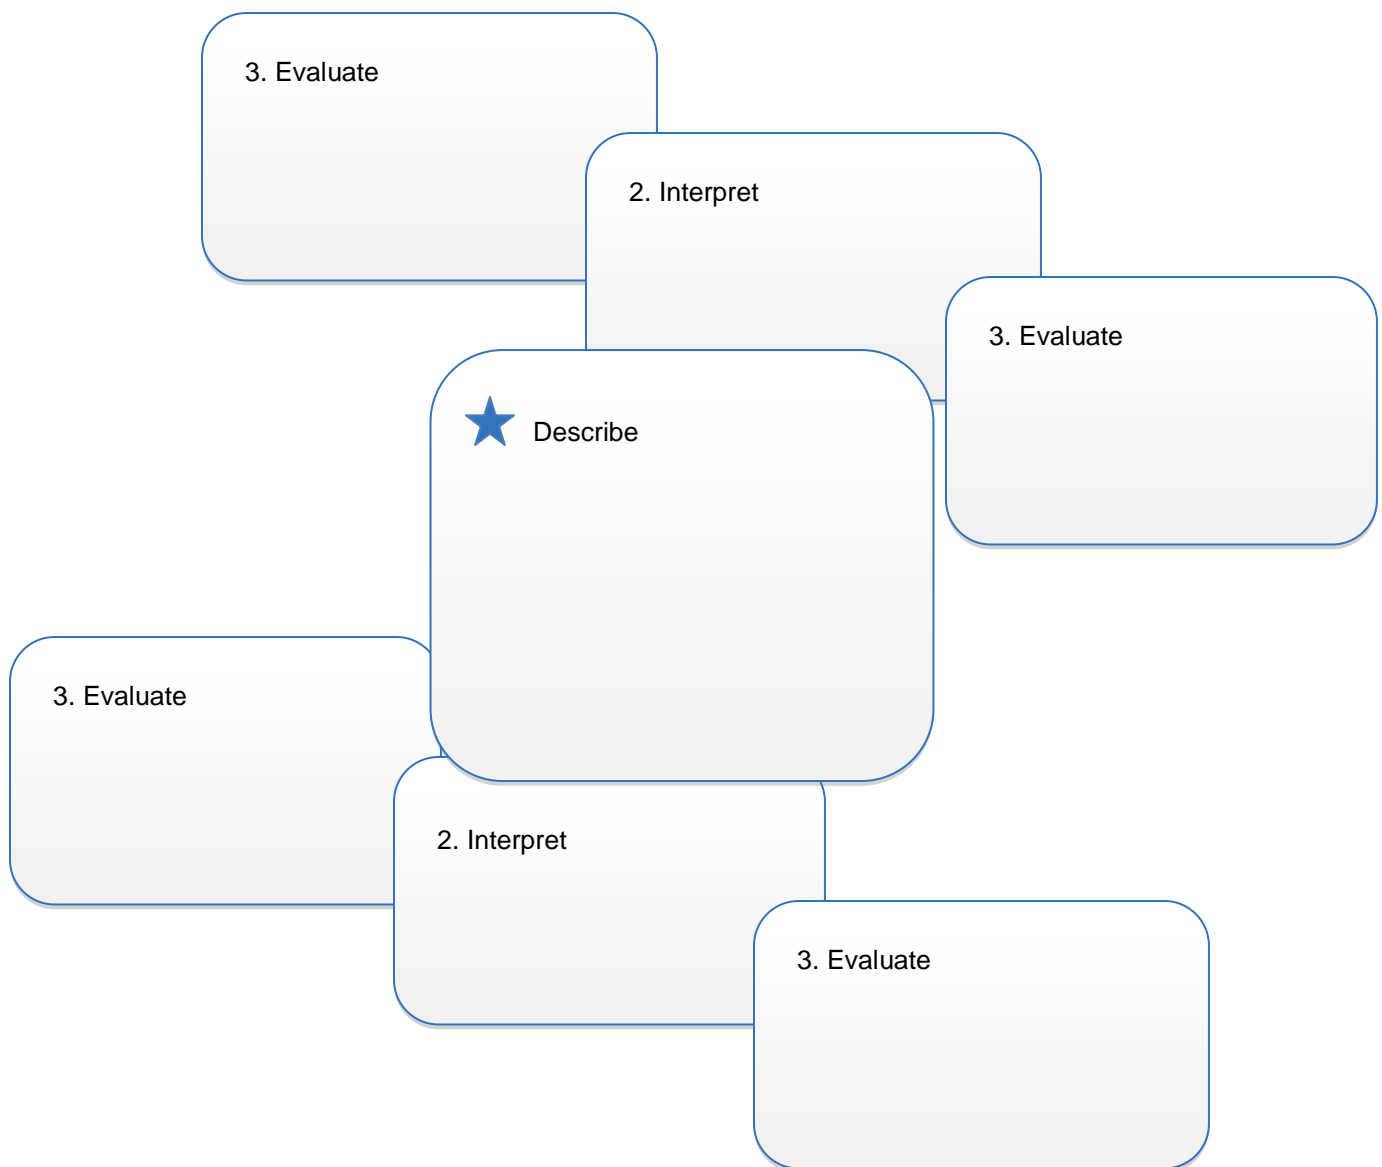 3. Evaluate
2. Interpret
3. Evaluate
Describe
3. Evaluate
2. Interpret
3. Evaluate